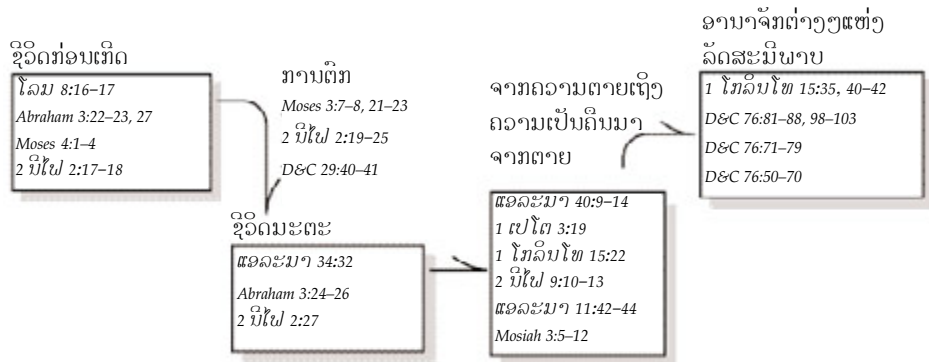 ຊີວິດກ່ອນເກີດ
ໂລມ 8:16–17
Abraham 3:22–23, 27
Moses 4:1–4
2 ນີໄຟ 2:17–18
ການຕົກ
Moses 3:7–8, 21–23
2 ນີໄຟ 2:19–25
D&C 29:40–41
ຊີວິດມະຕະ
ແອລະມາ 34:32
Abraham 3:24–26
2 ນີໄຟ 2:27
ຈາກຄວາມຕາຍເຖິງ
ຄວາມເປັນຄືນມາ
ຈາກຕາຍ
ແອລະມາ 40:9–14
1 ເປໂຕ 3:19
1 ໂກລິນໂທ 15:22
2 ນີໄຟ 9:10–13
ແອລະມາ 11:42–44
Mosiah 3:5–12
ອານາຈັກຕ່າງໆແຫ່ງ
ລັດສະມີພາບ
1 ໂກລິນໂທ 15:35, 40–42
D&C 76:81–88, 98–103
D&C 76:71–79
D&C 76:50–70